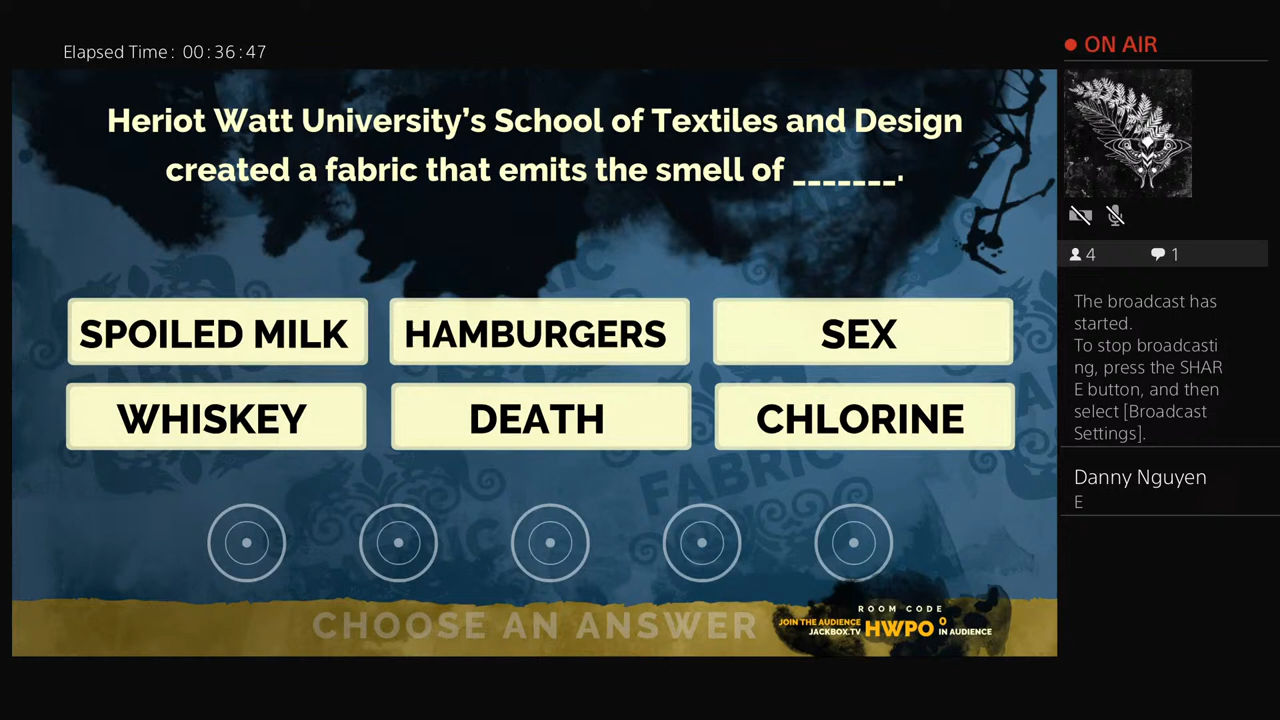 Elapsed Time: 00:36:47
ON AIR
Heriot Watt University's School of Textiles and Design
created a fabric that emits the smell of _______.
4 1
The broadcast has
started.
To stop broadcasti
ng, press the SHAR
E button, and then
select [Broadcast
Settings].
SPOILED MILK HAMBURGERS SEX
WHISKEY DEATH CHLORINE
Danny Nguyen
E
FABRIC
FABRIC
CHOOSE AN ANSWER
ROOM CODE
JOIN THE AUDIENCE
JACKBOX.TV
HWPO
0
IN AUDIENCE